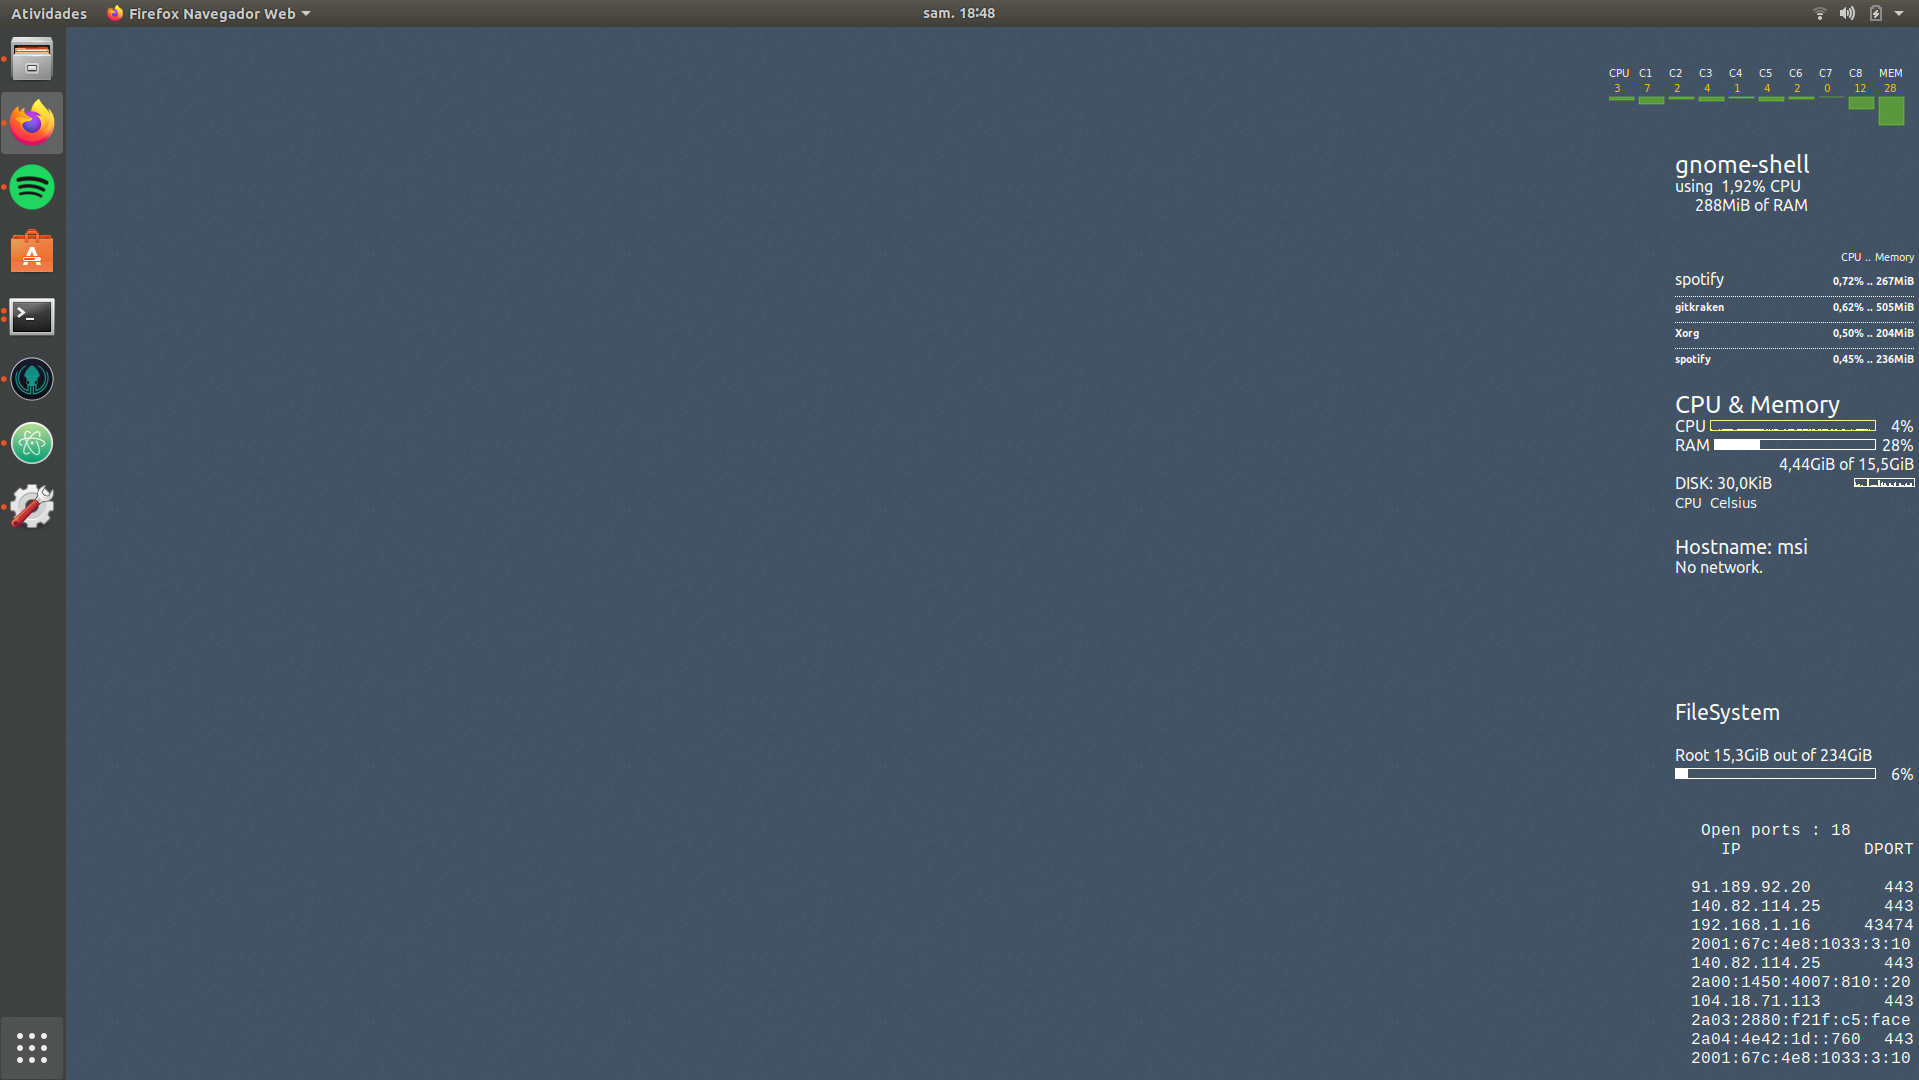 Atividades Firefox Navegador Web sam. 18:48
CPU C1 C2 C3 C4 C5 C6 C7 C8 MEM
3 7 2 4 1 4 2 0 12 28
gnome-shell
using 1,92% CPU
288MiB of RAM
CPU .. Memory
spotify 0,72% .. 267MiB
gitkraken 0,62% .. 505MiB
Xorg 0,50% .. 204MiB
spotify 0,45% .. 236MiB
CPU & Memory
CPU 4%
RAM 28%
4,44GiB of 15,5GiB
DISK: 30,0KiB
CPU Celsius
Hostname: msi
No network.
FileSystem
Root 15,3GiB out of 234GiB
6%
Open ports : 18
IP DPORT
91.189.92.20 443
140.82.114.25 443
192.168.1.16 43474
2001:67c:4e8:1033:3:10
140.82.114.25 443
2a00:1450:4007:810::20
104.18.71.113 443
2a03:2880:f21f:c5:face
2a04:4e42:1d::760 443
2001:67c:4e8:1033:3:10